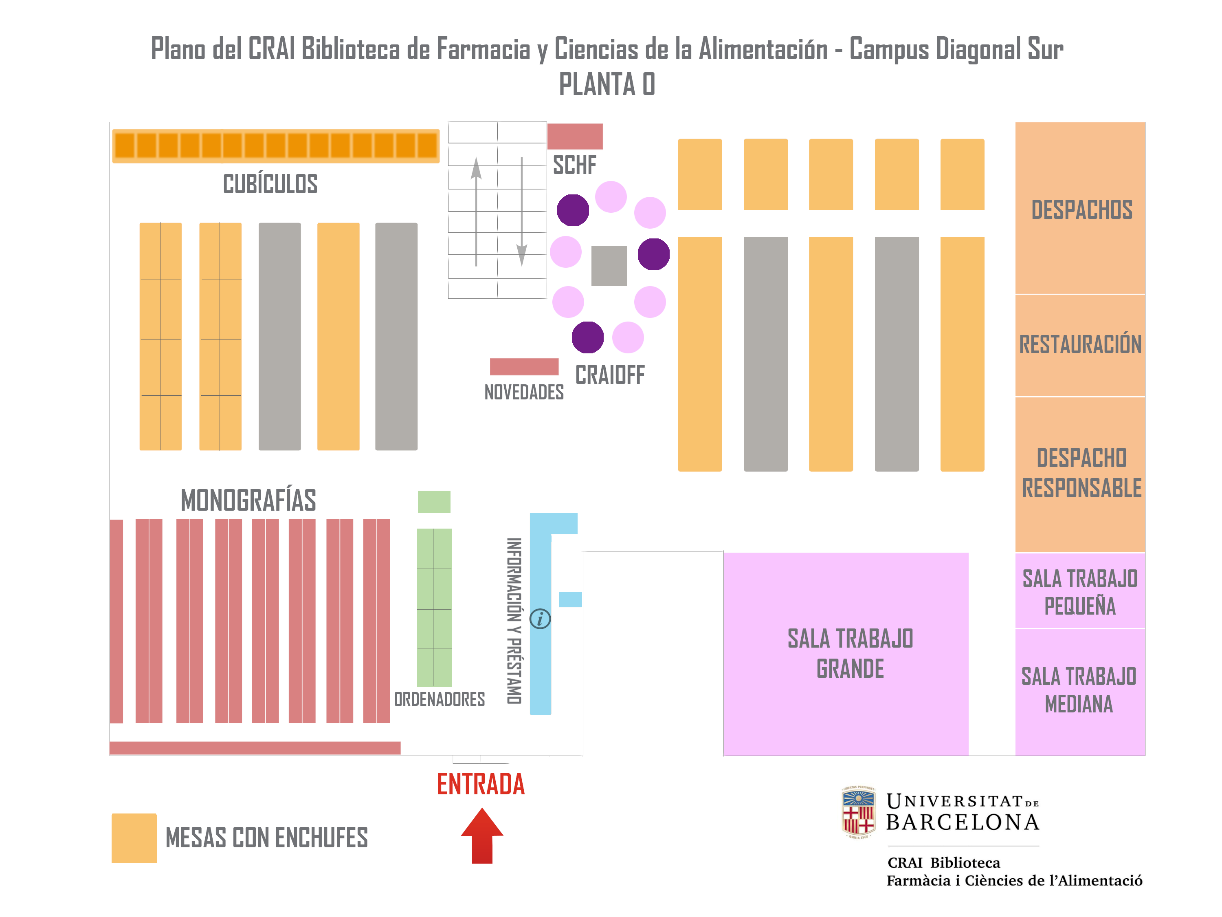 Plano del CRAI Biblioteca de Farmacia y Ciencias de la Alimentación - Campus Diagonal Sur
PLANTA 0
CUBÍCULOS
SCHF
DESPACHOS
RESTAURACIÓN
NOVEDADES
CRAIOFF
DESPACHO
RESPONSABLE
MONOGRAFÍAS
INFORMACIÓN Y PRÉSTAMO
i
ORDENADORES
SALA TRABAJO
GRANDE
SALA TRABAJO
PEQUEÑA
SALA TRABAJO
MEDIANA
ENTRADA
MESAS CON ENCHUFES
UNIVERSITAT DE
BARCELONA
CRAI Biblioteca
Farmàcia i Ciències de l'Alimentació